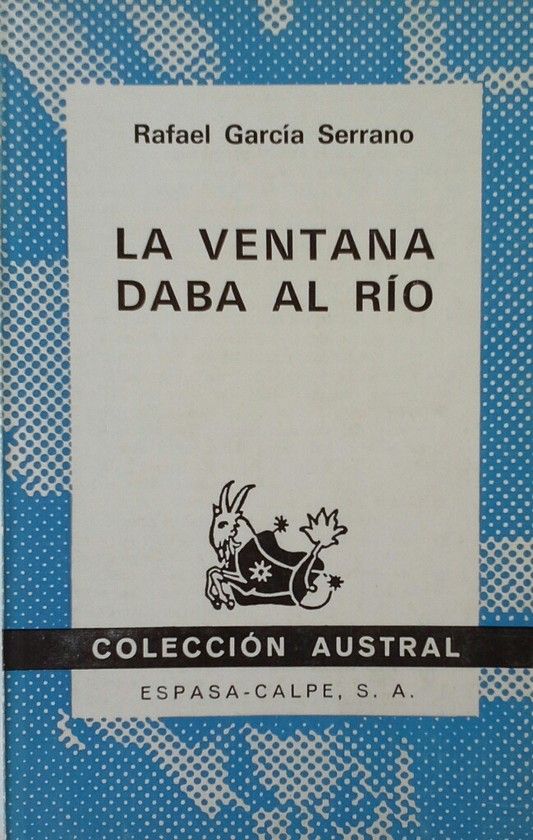 Rafael García Serrano
LA VENTANA
DABA AL RÍO
COLECCIÓN AUSTRAL
ESPASA-CALPE, S. A.